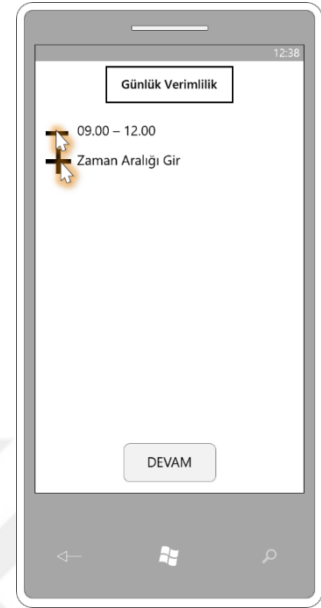 12:38
Günlük Verimlilik
09.00 – 12.00
Zaman Aralığı Gir
DEVAM